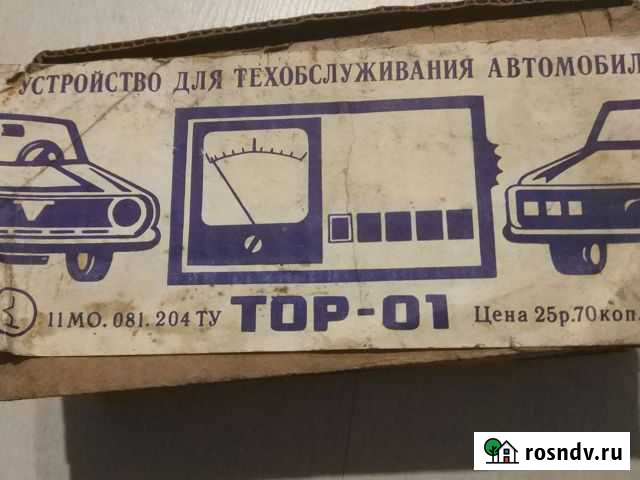 УСТРОЙСТВО ДЛЯ ТЕХОБСЛУЖИВАНИЯ АВТОМОБИЛ
11МО. 081. 204 ТУ ТОР-01 Цена 25р.70коп.
rosndv.ru